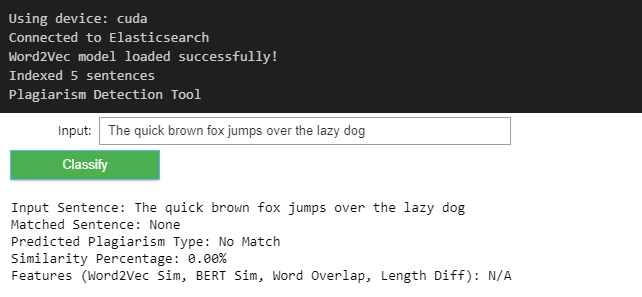 Using device: cuda
Connected to Elasticsearch
Word2Vec model loaded successfully!
Indexed 5 sentences
Plagiarism Detection Tool
Input: The quick brown fox jumps over the lazy dog
Classify
Input Sentence: The quick brown fox jumps over the lazy dog
Matched Sentence: None
Predicted Plagiarism Type: No Match
Similarity Percentage: 0.00%
Features (Word2Vec Sim, BERT Sim, Word Overlap, Length Diff): N/A